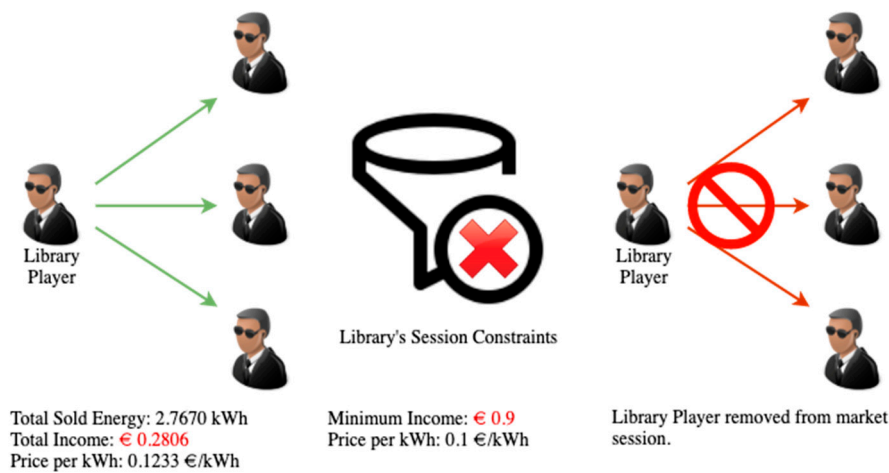 Library
Player
Total Sold Energy: 2.7670 kWh
Total Income: € 0.2806
Price per kWh: 0.1233 €/kWh
Library's Session Constraints
Minimum Income: € 0.9
Price per kWh: 0.1 €/kWh
Library
Player
Library Player removed from market
session.